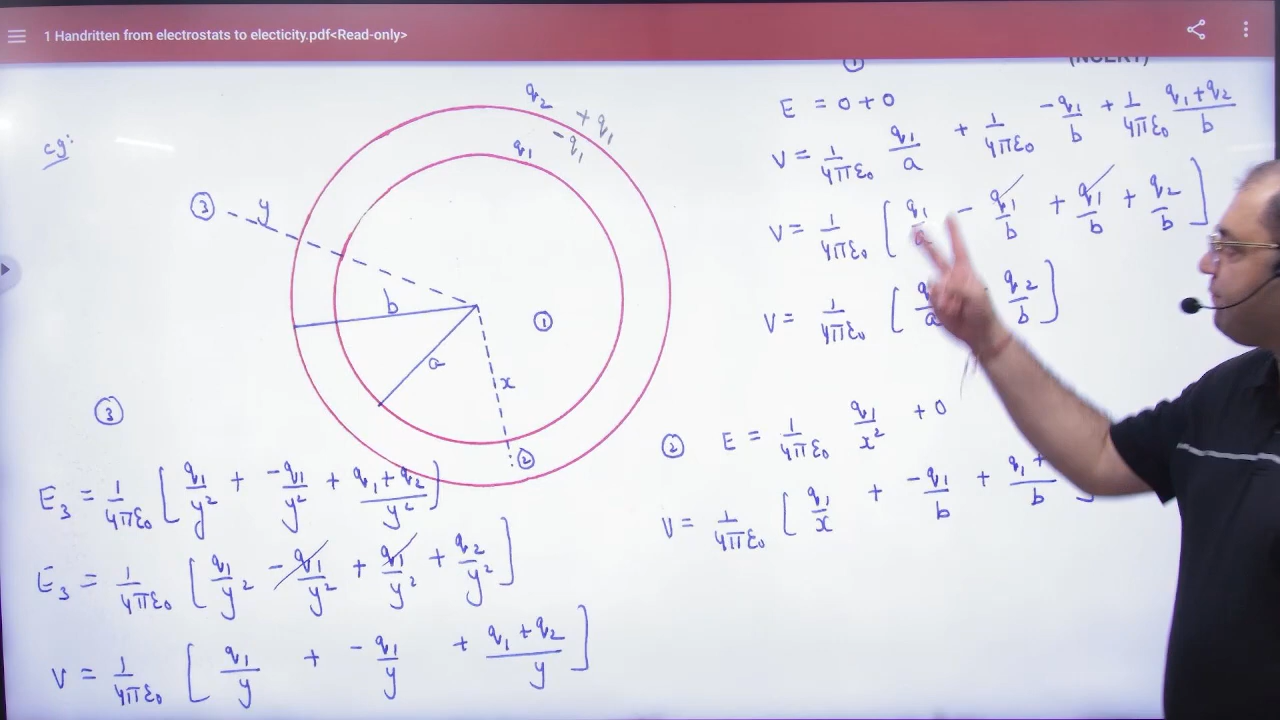 1 Handritten from electrostats to electicity.pdf<Read-only>
eg:
q₂ +q₁
q₁ -q₁
③ y
b
①
a
x
②
① (NCERT)
E = 0 + 0
V = 1/4πε₀ q₁/a + 1/4πε₀ -q₁/b + 1/4πε₀ q₁+q₂/b
V = 1/4πε₀ [ q₁/a - q₁/b + q₁/b + q₂/b ]
V = 1/4πε₀ [ q/a q₂/b ]
② E = 1/4πε₀ q₁/x² + 0
V = 1/4πε₀ [ q₁/x + -q₁/b + q₁+/b ]
③
E₃ = 1/4πε₀ [ q₁/y² + -q₁/y² + q₁+q₂/y² ]
E₃ = 1/4πε₀ [ q₁/y² - q₁/y² + q₁/y² + q₂/y² ]
V = 1/4πε₀ [ q₁/y + -q₁/y + q₁+q₂/y ]